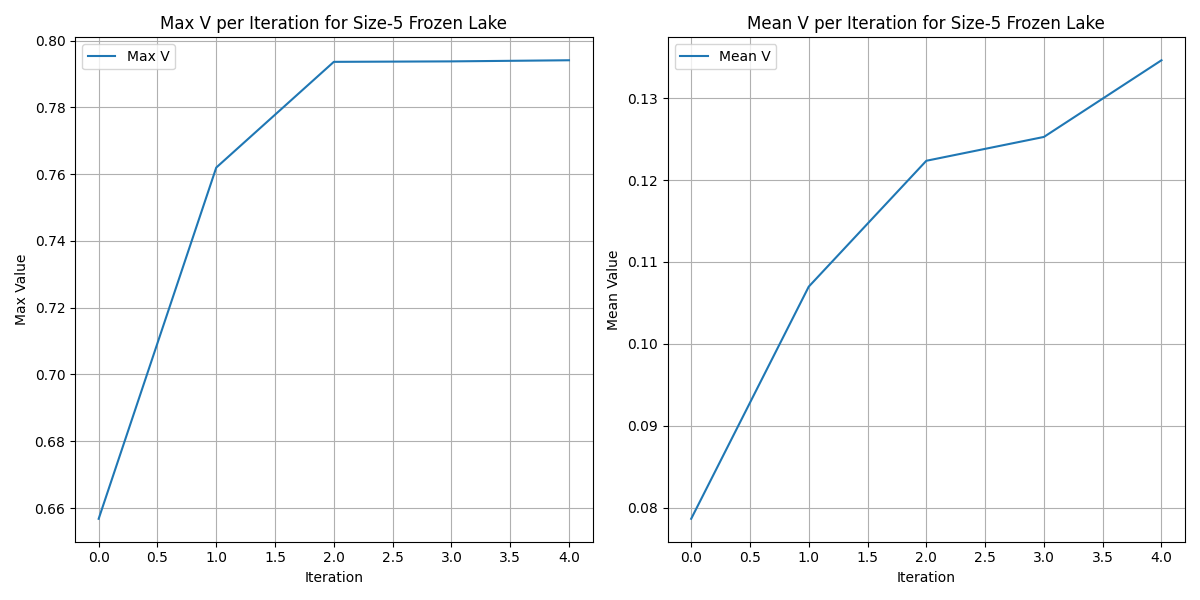 Max V per Iteration for Size-5 Frozen Lake
Max V
Max Value
0.80
0.78
0.76
0.74
0.72
0.70
0.68
0.66
0.0 0.5 1.0 1.5 2.0 2.5 3.0 3.5 4.0
Iteration
Mean V per Iteration for Size-5 Frozen Lake
Mean V
Mean Value
0.13
0.12
0.11
0.10
0.09
0.08
0.0 0.5 1.0 1.5 2.0 2.5 3.0 3.5 4.0
Iteration